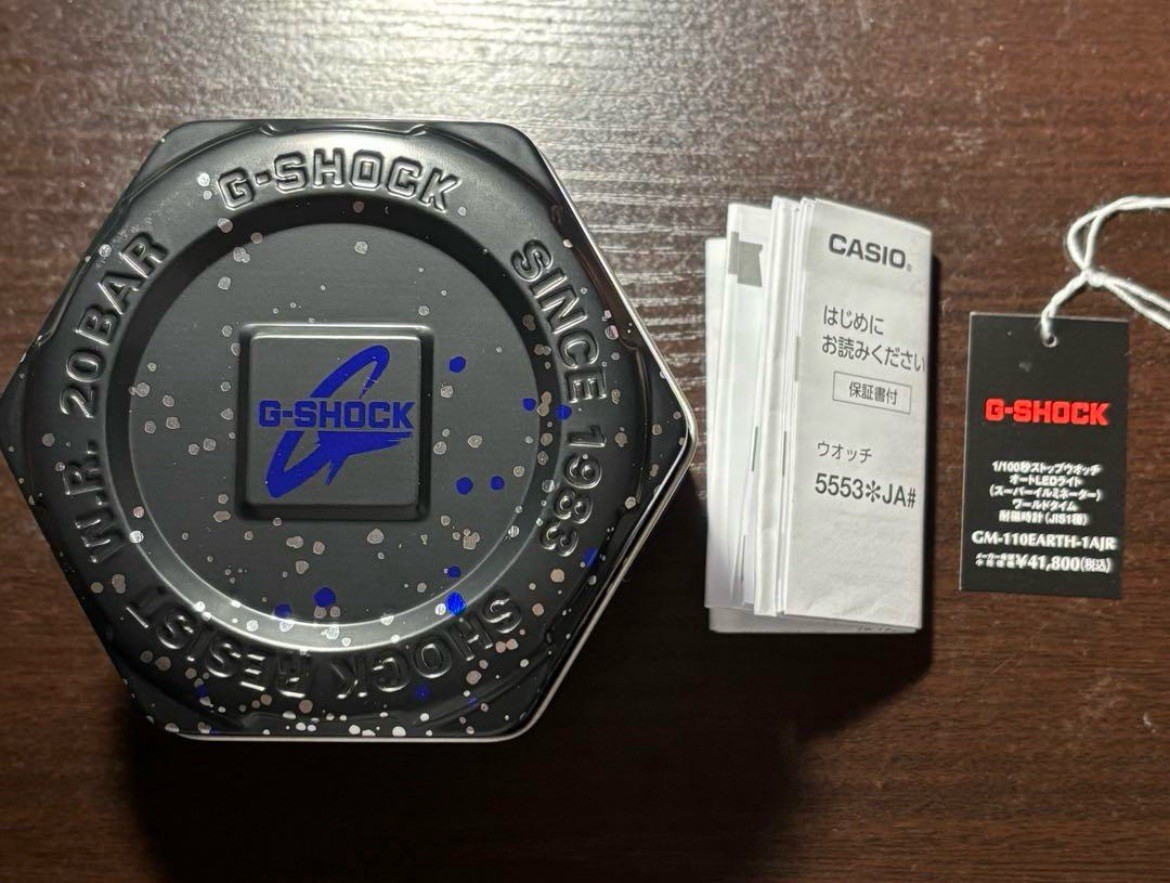 G-SHOCK
SINCE 1983
SHOCK RESIST
W.R. 20BAR
G-SHOCK
CASIO
はじめに
お読みください
保証書付
ウオッチ
5553*JA#
G-SHOCK
1/100秒ストップウオッチ
オートLEDライト
(スーパーイルミネーター)
ワールドタイム
耐磁時計(JIS1種)
GM-110EARTH-1AJR
¥41,800(税込)